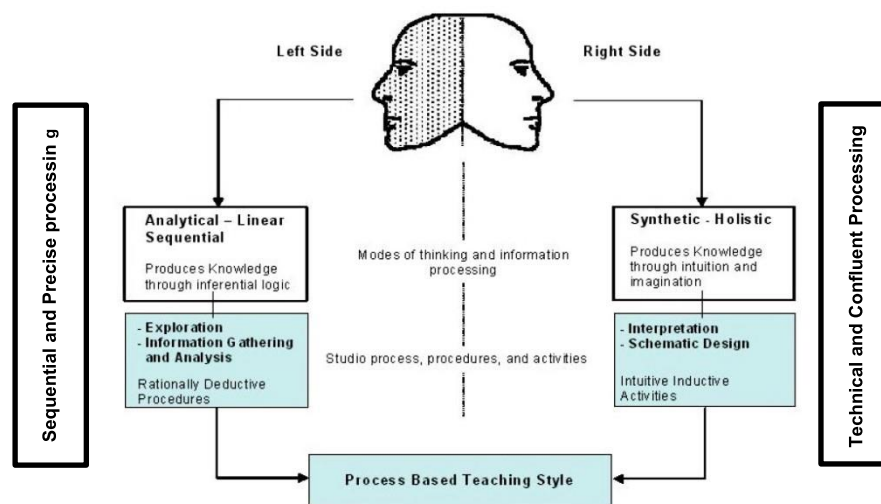 Left Side
Right Side
Sequential and Precise processin g
Technical and Confluent Processing
Analytical – Linear
Sequential
Produces Knowledge
through inferential logic
Modes of thinking and information
processing
Synthetic - Holistic
Produces Knowledge
through intuition and
imagination
- Exploration
- Information Gathering
and Analysis
Rationally Deductive
Procedures
Studio process, procedures, and activities
- Interpretation
- Schematic Design
Intuitive Inductive
Activities
Process Based Teaching Style